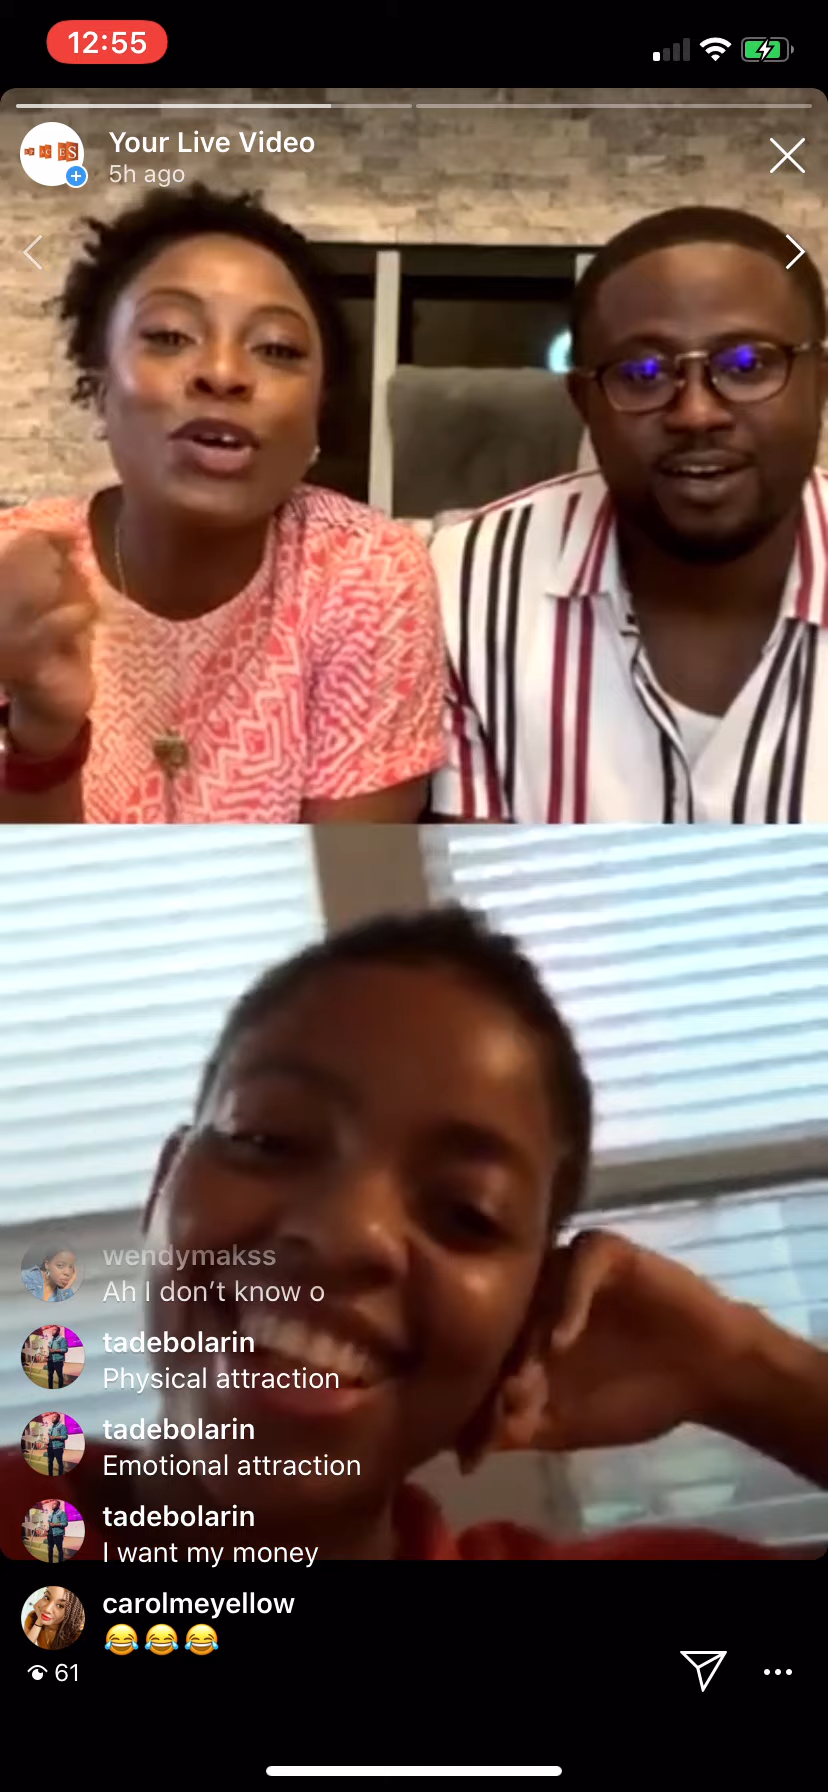 12:55
Your Live Video
5h ago
wendymakss
Ah I don’t know o
tadebolarin
Physical attraction
tadebolarin
Emotional attraction
tadebolarin
I want my money
carolmeyellow
😂😂😂
61